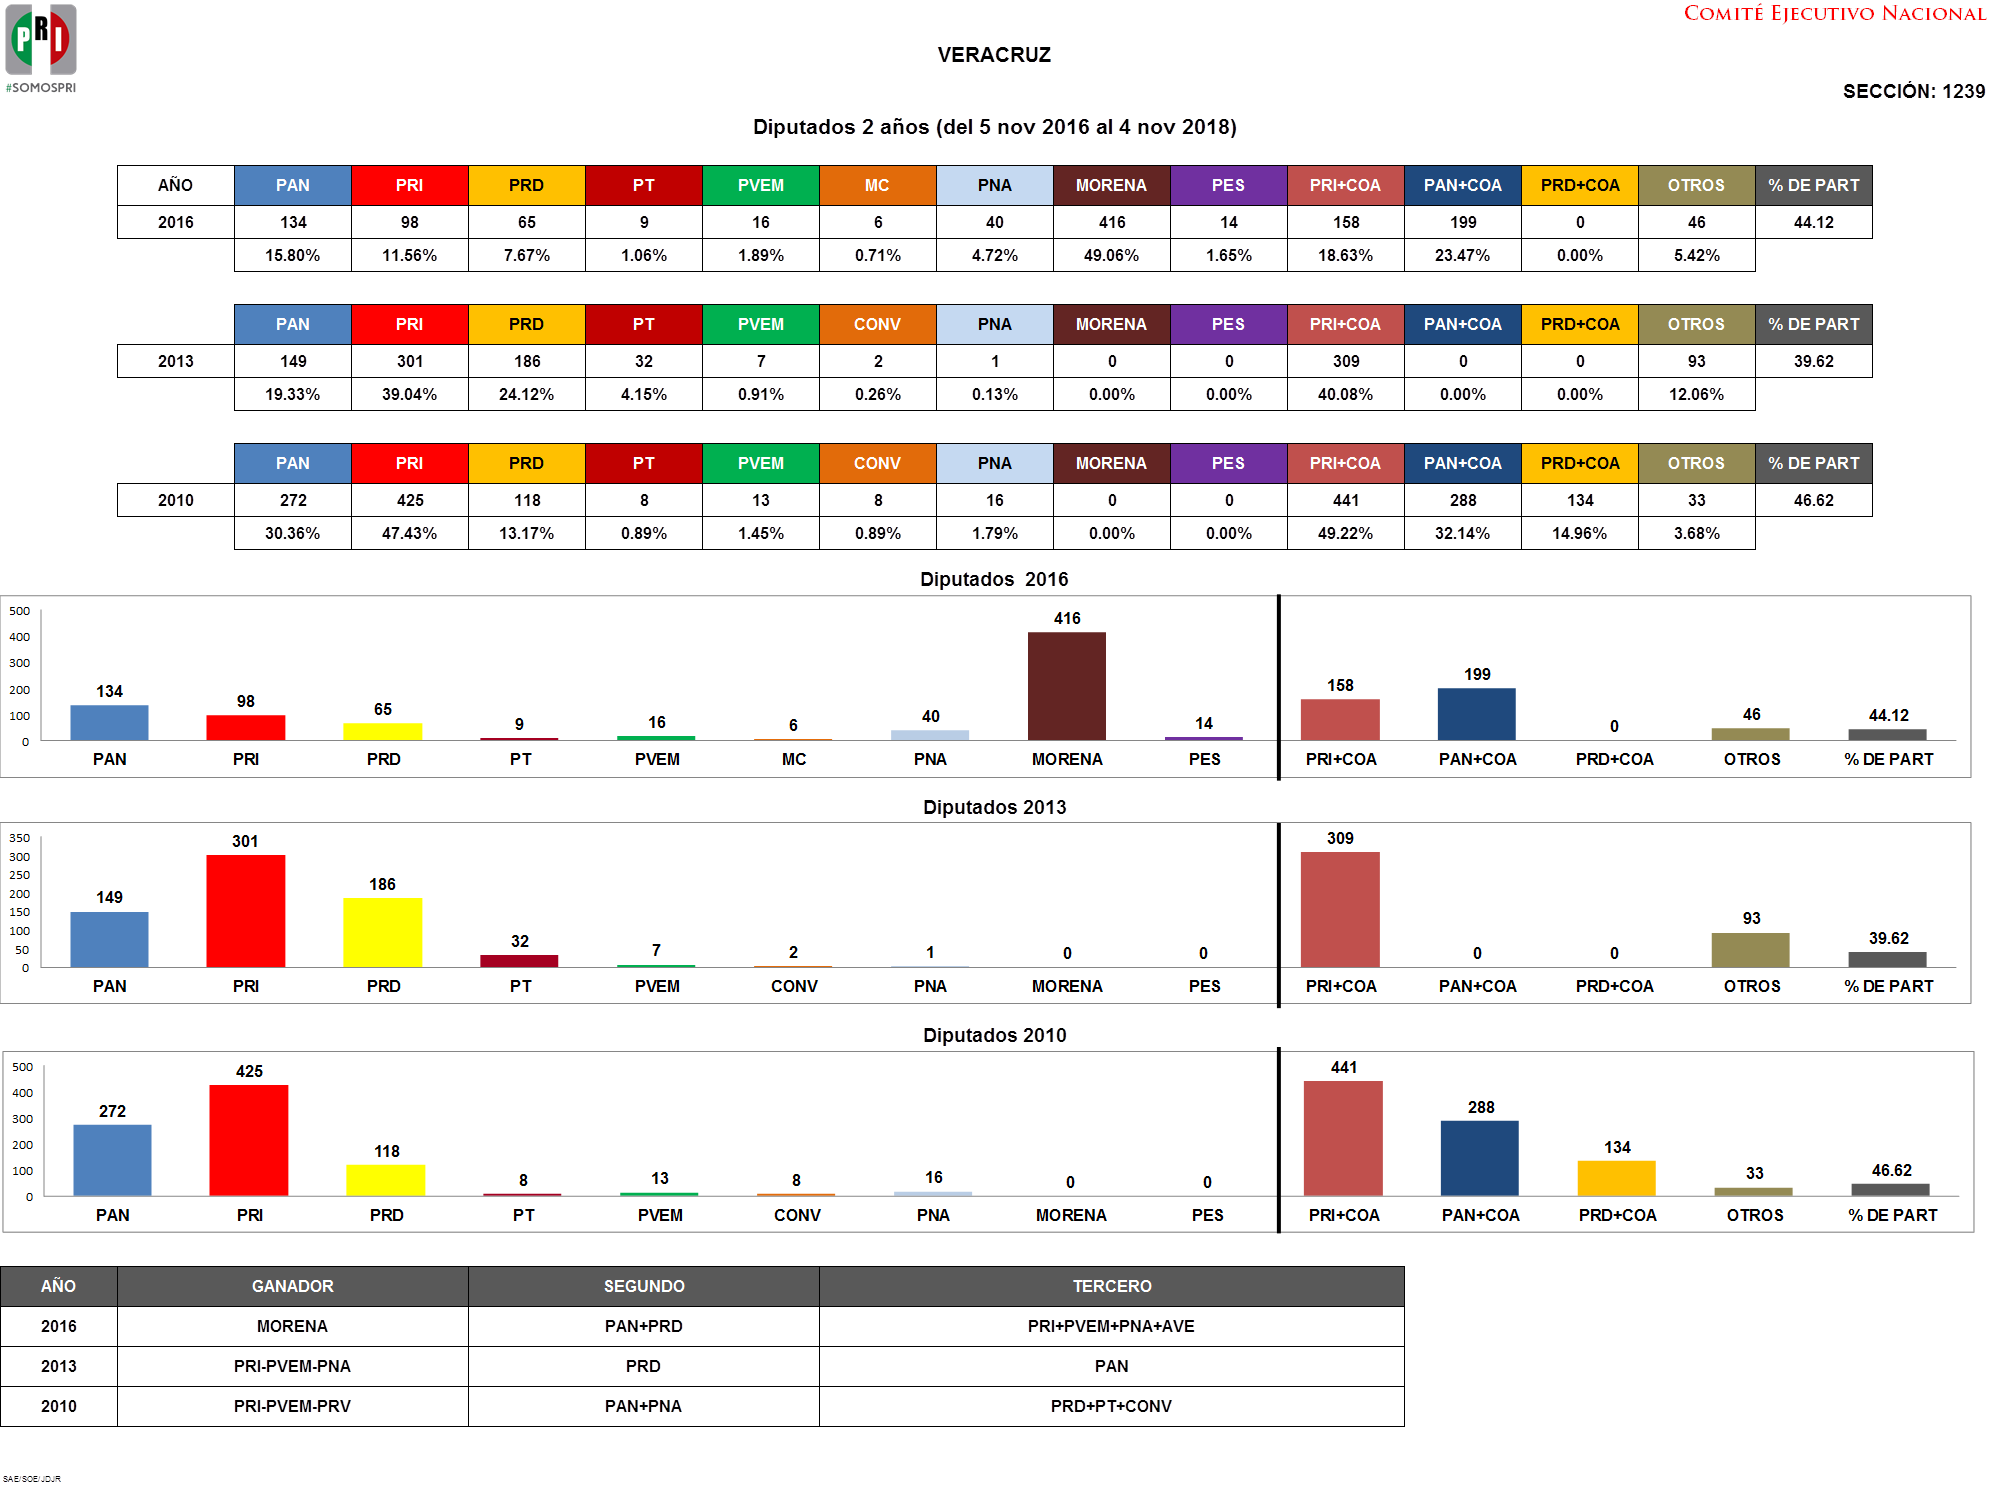 COMITÉ EJECUTIVO NACIONAL
PRI
#SOMOSPRI
VERACRUZ
SECCIÓN: 1239
Diputados 2 años (del 5 nov 2016 al 4 nov 2018)
AÑO PAN PRI PRD PT PVEM MC PNA MORENA PES PRI+COA PAN+COA PRD+COA OTROS % DE PART
2016 134 98 65 9 16 6 40 416 14 158 199 0 46 44.12
15.80% 11.56% 7.67% 1.06% 1.89% 0.71% 4.72% 49.06% 1.65% 18.63% 23.47% 0.00% 5.42%
PAN PRI PRD PT PVEM CONV PNA MORENA PES PRI+COA PAN+COA PRD+COA OTROS % DE PART
2013 149 301 186 32 7 2 1 0 0 309 0 0 93 39.62
19.33% 39.04% 24.12% 4.15% 0.91% 0.26% 0.13% 0.00% 0.00% 40.08% 0.00% 0.00% 12.06%
PAN PRI PRD PT PVEM CONV PNA MORENA PES PRI+COA PAN+COA PRD+COA OTROS % DE PART
2010 272 425 118 8 13 8 16 0 0 441 288 134 33 46.62
30.36% 47.43% 13.17% 0.89% 1.45% 0.89% 1.79% 0.00% 0.00% 49.22% 32.14% 14.96% 3.68%
Diputados 2016
500
400
300
200
100
0
134 98 65 9 16 6 40 416 14 158 199 0 46 44.12
PAN PRI PRD PT PVEM MC PNA MORENA PES PRI+COA PAN+COA PRD+COA OTROS % DE PART
Diputados 2013
350
300
250
200
150
100
50
0
149 301 186 32 7 2 1 0 0 309 0 0 93 39.62
PAN PRI PRD PT PVEM CONV PNA MORENA PES PRI+COA PAN+COA PRD+COA OTROS % DE PART
Diputados 2010
500
400
300
200
100
0
272 425 118 8 13 8 16 0 0 441 288 134 33 46.62
PAN PRI PRD PT PVEM CONV PNA MORENA PES PRI+COA PAN+COA PRD+COA OTROS % DE PART
AÑO GANADOR SEGUNDO TERCERO
2016 MORENA PAN+PRD PRI+PVEM+PNA+AVE
2013 PRI-PVEM-PNA PRD PAN
2010 PRI-PVEM-PRV PAN+PNA PRD+PT+CONV
SAE/SOE/JDJR